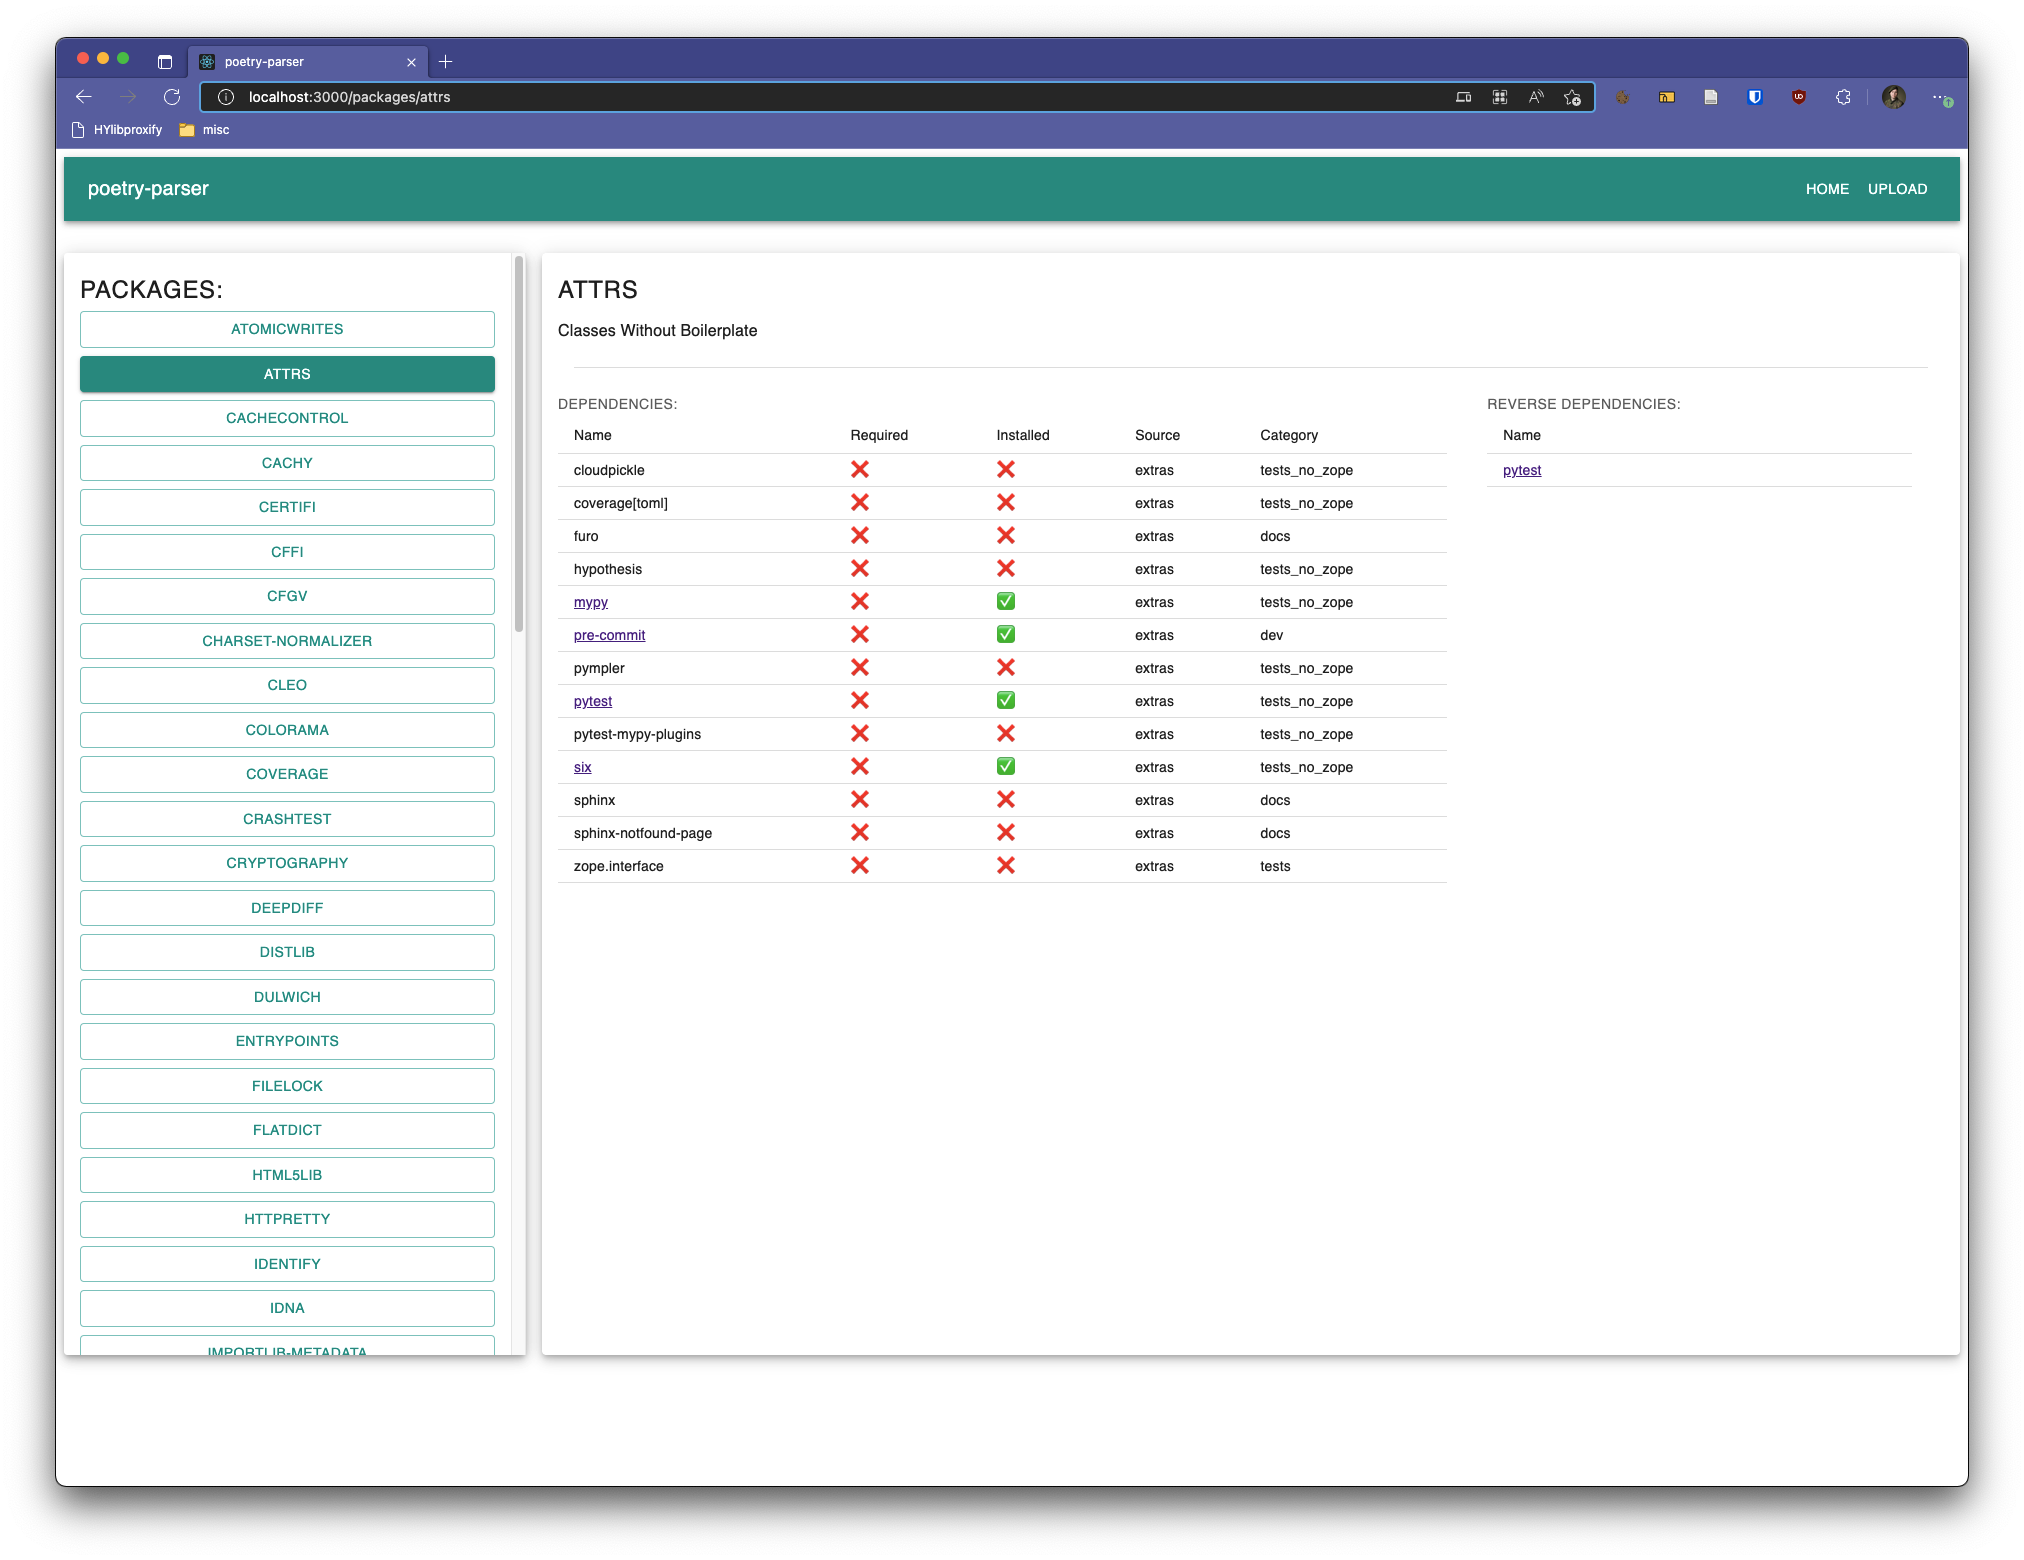 poetry-parser
localhost:3000/packages/attrs
HYlibproxify misc
poetry-parser HOME UPLOAD
PACKAGES:
ATOMICWRITES
ATTRS
CACHECONTROL
CACHY
CERTIFI
CFFI
CFGV
CHARSET-NORMALIZER
CLEO
COLORAMA
COVERAGE
CRASHTEST
CRYPTOGRAPHY
DEEPDIFF
DISTLIB
DULWICH
ENTRYPOINTS
FILELOCK
FLATDICT
HTML5LIB
HTTPRETTY
IDENTIFY
IDNA
IMPORTLIB-METADATA
ATTRS
Classes Without Boilerplate
DEPENDENCIES:
Name Required Installed Source Category
cloudpickle ❌ ❌ extras tests_no_zope
coverage[toml] ❌ ❌ extras tests_no_zope
furo ❌ ❌ extras docs
hypothesis ❌ ❌ extras tests_no_zope
mypy ❌ ✅ extras tests_no_zope
pre-commit ❌ ✅ extras dev
pympler ❌ ❌ extras tests_no_zope
pytest ❌ ✅ extras tests_no_zope
pytest-mypy-plugins ❌ ❌ extras tests_no_zope
six ❌ ✅ extras tests_no_zope
sphinx ❌ ❌ extras docs
sphinx-notfound-page ❌ ❌ extras docs
zope.interface ❌ ❌ extras tests
REVERSE DEPENDENCIES:
Name
pytest